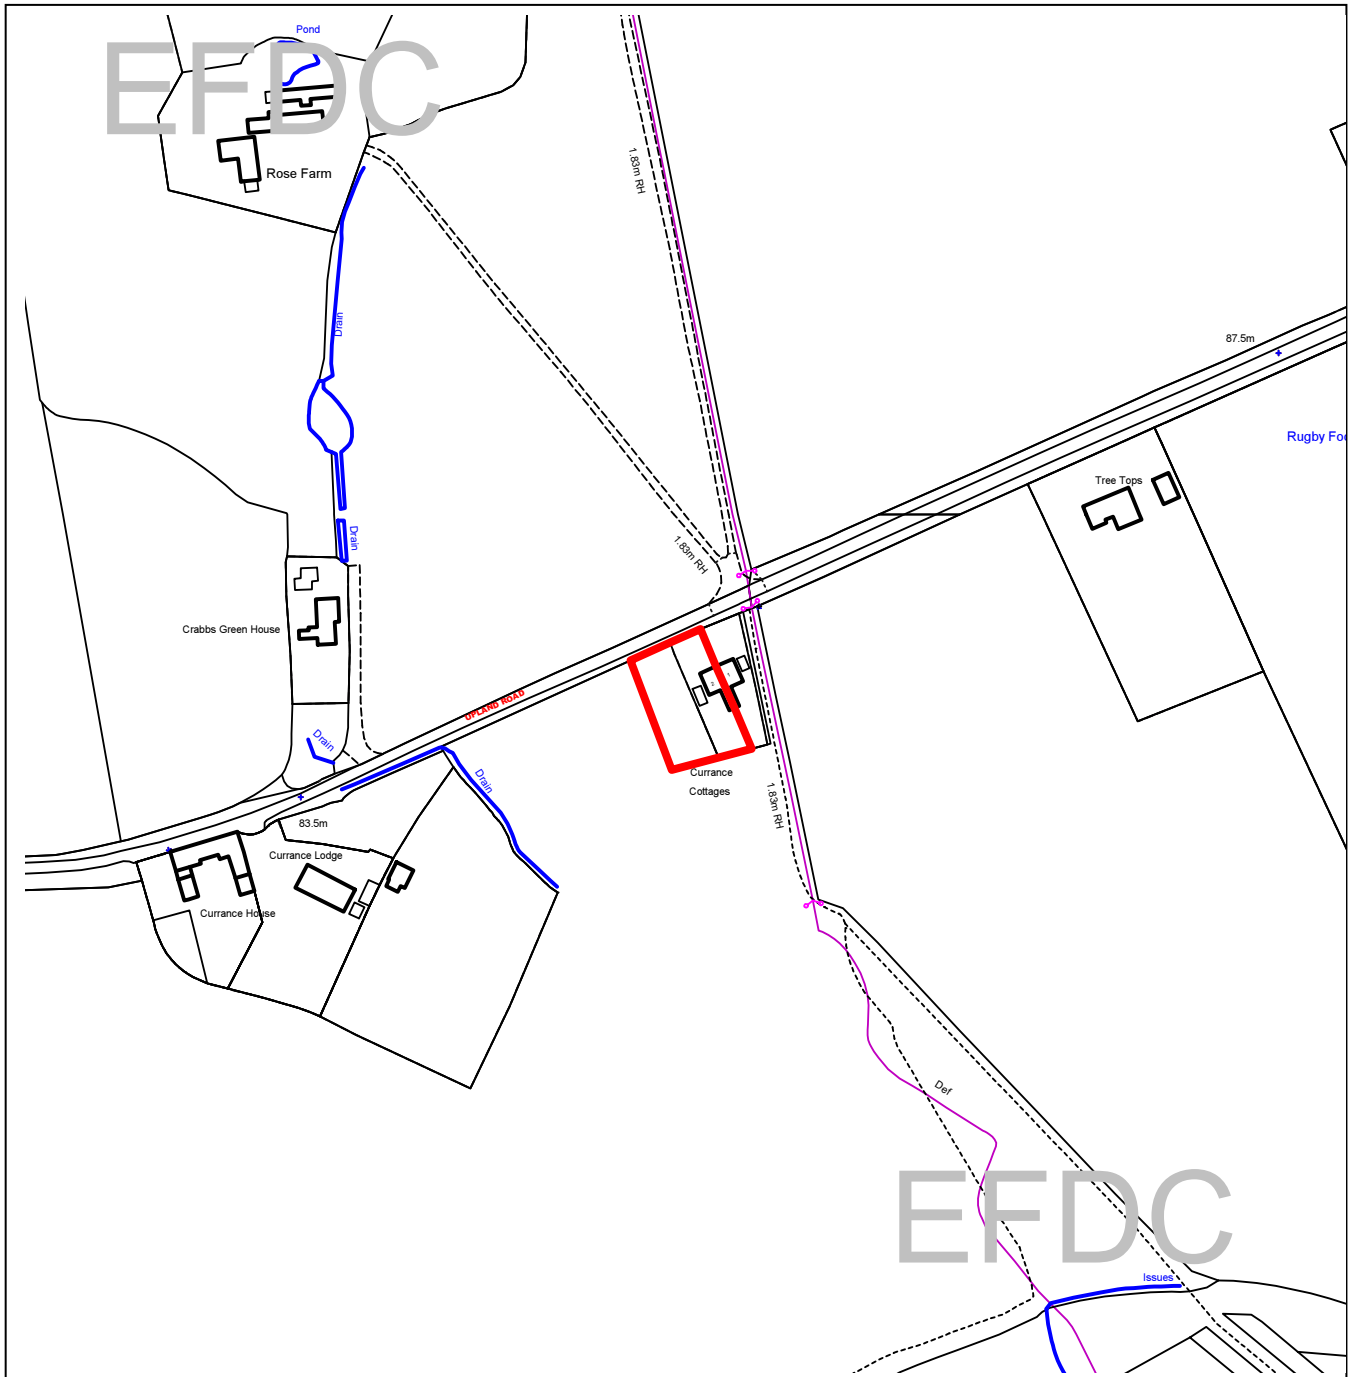 Pond
EFDC
Rose Farm
1.83m RH
Drain
87.5m
Rugby Foo
Tree Tops
Drain
1.83m RH
Crabbs Green House
2
1
UPLAND ROAD
Drain
Currance
Cottages
Drain
1.83m RH
83.5m
Currance Lodge
Currance House
Def
EFDC
Issues